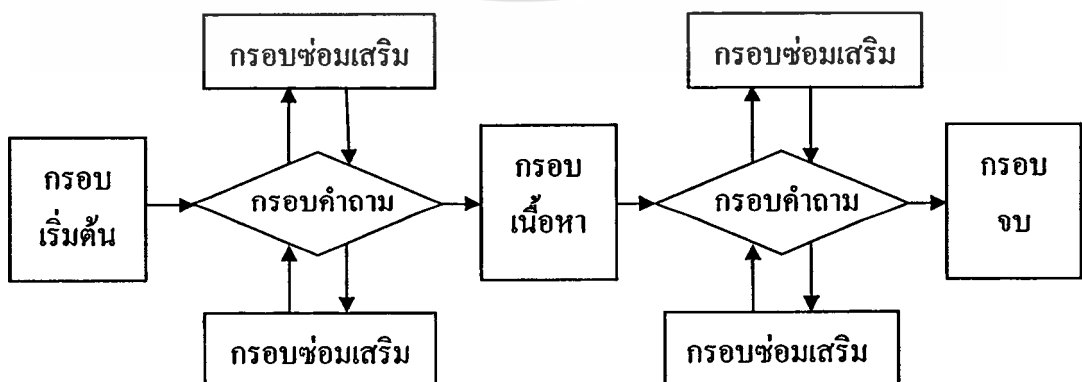 กรอบซ่อมเสริม
กรอบซ่อมเสริม
กรอบ
เริ่มต้น
กรอบคำถาม
กรอบ
เนื้อหา
กรอบคำถาม
กรอบ
จบ
กรอบซ่อมเสริม
กรอบซ่อมเสริม